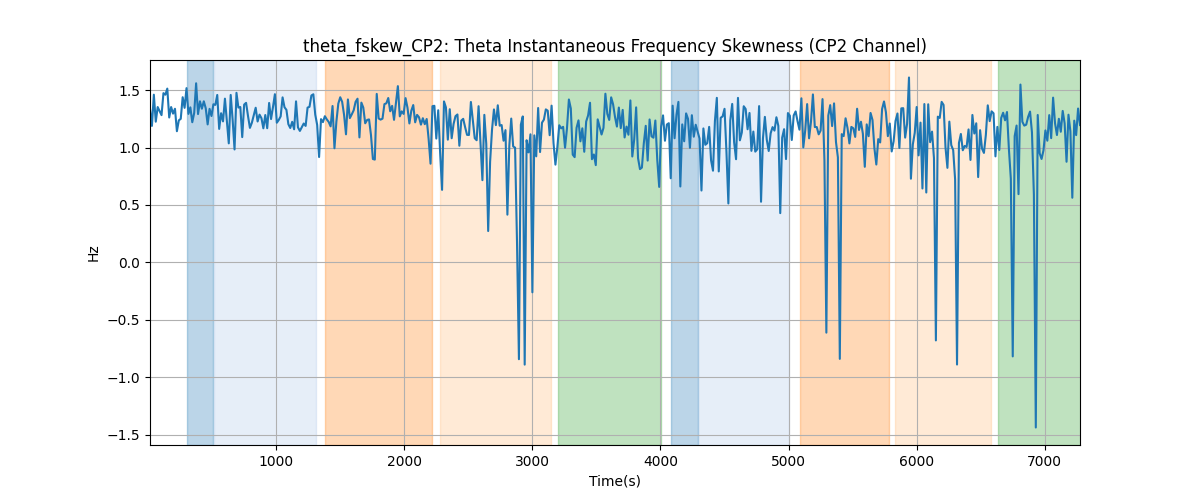 theta_fskew_CP2: Theta Instantaneous Frequency Skewness (CP2 Channel)
1.5
1.0
0.5
0.0
−0.5
−1.0
−1.5
Hz
1000 2000 3000 4000 5000 6000 7000
Time(s)